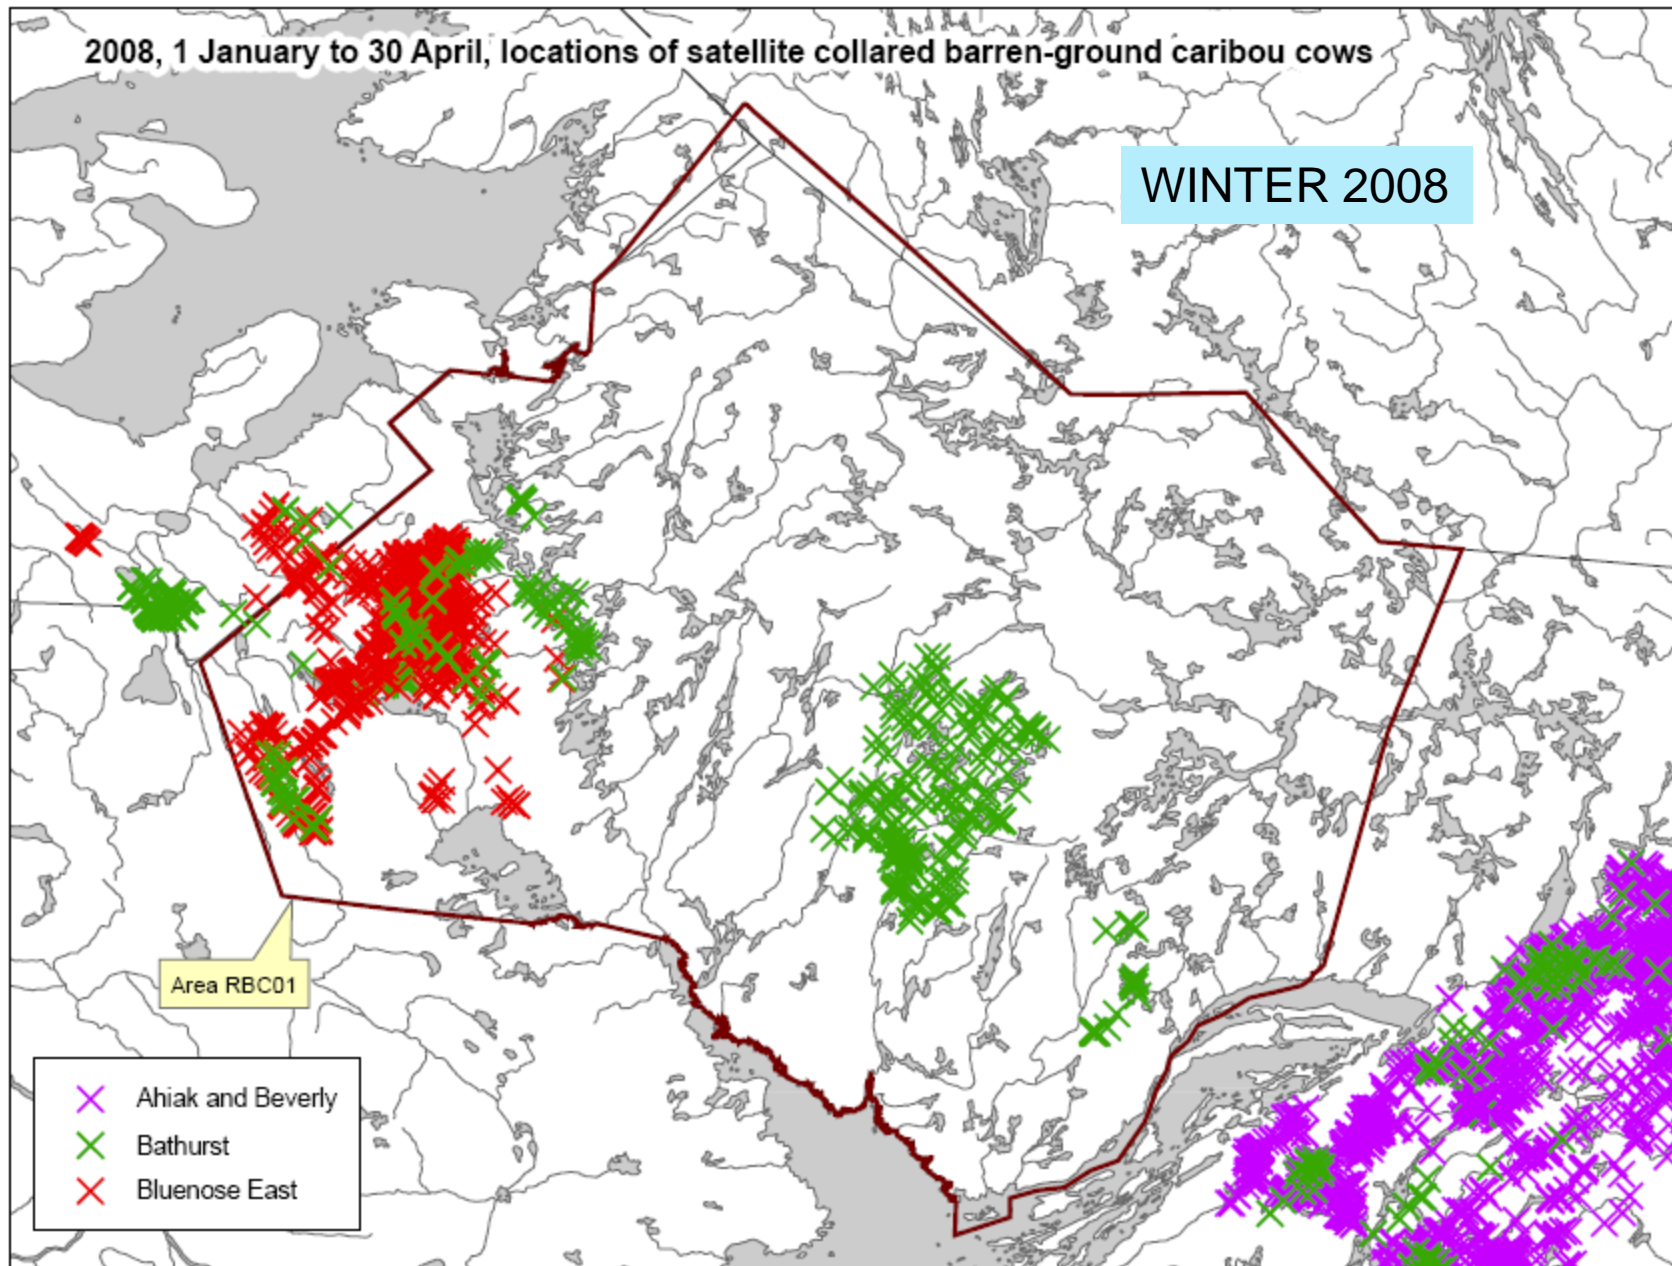 2008, 1 January to 30 April, locations of satellite collared barren-ground caribou cows
WINTER 2008
Area RBC01
Ahiak and Beverly
Bathurst
Bluenose East